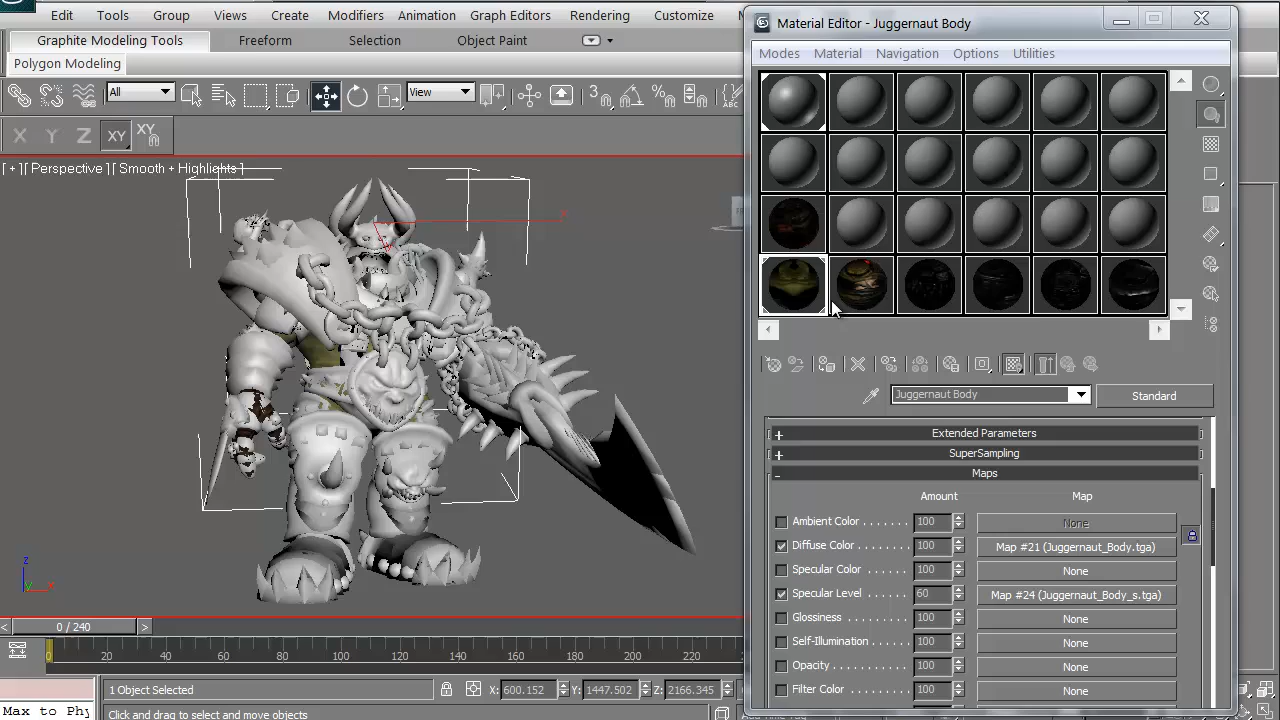 Edit Tools Group Views Create Modifiers Animation Graph Editors Rendering Customize
Material Editor - Juggernaut Body
Graphite Modeling Tools Freeform Selection Object Paint
Modes Material Navigation Options Utilities
Polygon Modeling
All
View
X Y Z XY XY
[ + ][ Perspective ][ Smooth + Highlights ]
Juggernaut Body
Standard
Extended Parameters
SuperSampling
Maps
Amount Map
Ambient Color . . . . . . . 100 None
Diffuse Color . . . . . . . . 100 Map #21 (Juggernaut_Body.tga)
Specular Color . . . . . . . 100 None
Specular Level . . . . . . 60 Map #24 (Juggernaut_Body_s.tga)
Glossiness . . . . . . . . . 100 None
Self-Illumination . . . . . . 100 None
Opacity . . . . . . . . . . . 100 None
Filter Color . . . . . . . . . 100 None
z
y
x
< 0 / 240 >
0 20 40 60 80 100 120 140 160 180 200 220
1 Object Selected X: 600.152 Y: 1447.502 Z: 2166.345
Max to Phy
Click and drag to select and move objects